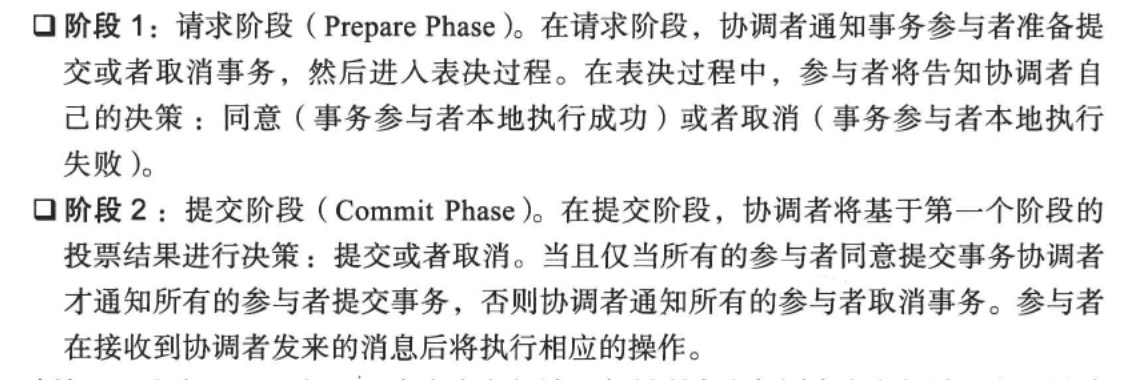 ❏ 阶段 1：请求阶段（Prepare Phase）。在请求阶段，协调者通知事务参与者准备提
交或者取消事务，然后进入表决过程。在表决过程中，参与者将告知协调者自
己的决策：同意（事务参与者本地执行成功）或者取消（事务参与者本地执行
失败）。
❏ 阶段 2：提交阶段（Commit Phase）。在提交阶段，协调者将基于第一个阶段的
投票结果进行决策：提交或者取消。当且仅当所有的参与者同意提交事务协调者
才通知所有的参与者提交事务，否则协调者通知所有的参与者取消事务。参与者
在接收到协调者发来的消息后将执行相应的操作。